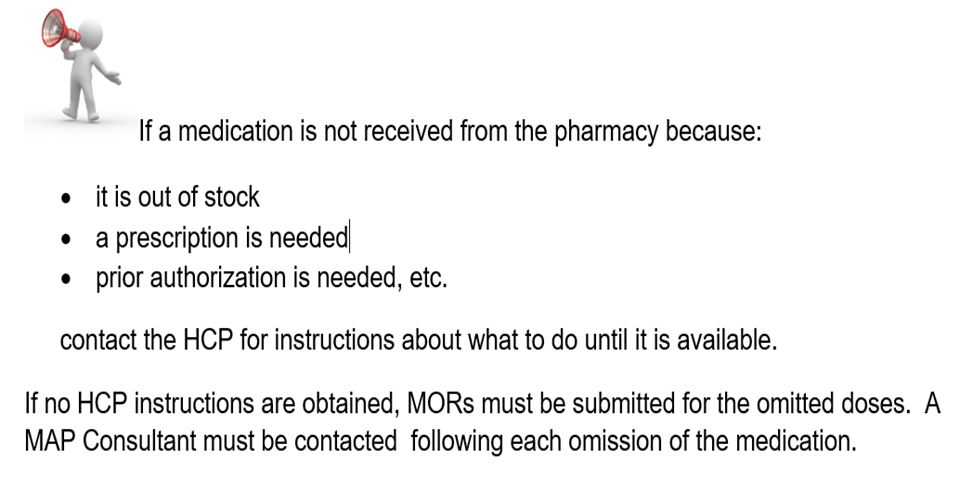 If a medication is not received from the pharmacy because:
• it is out of stock
• a prescription is needed
• prior authorization is needed, etc.
contact the HCP for instructions about what to do until it is available.
If no HCP instructions are obtained, MORs must be submitted for the omitted doses.  A
MAP Consultant must be contacted  following each omission of the medication.